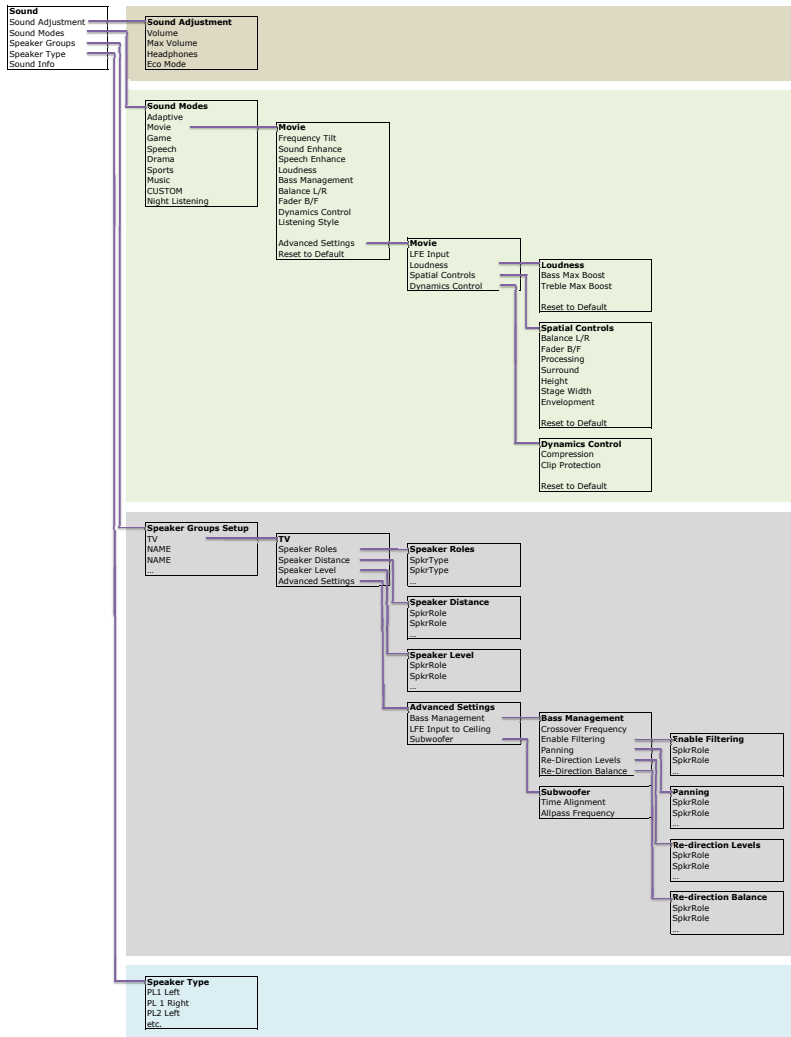 Sound
Sound Adjustment
Sound Modes
Speaker Groups
Speaker Type
Sound Info
Sound Adjustment
Volume
Max Volume
Headphones
Eco Mode
Sound Modes
Adaptive
Movie
Game
Speech
Drama
Sports
Music
CUSTOM
Night Listening
Movie
Frequency Tilt
Sound Enhance
Speech Enhance
Loudness
Bass Management
Balance L/R
Fader B/F
Dynamics Control
Listening Style
Advanced Settings
Reset to Default
Movie
LFE Input
Loudness
Spatial Controls
Dynamics Control
Loudness
Bass Max Boost
Treble Max Boost
Reset to Default
Spatial Controls
Balance L/R
Fader B/F
Processing
Surround
Height
Stage Width
Envelopment
Reset to Default
Dynamics Control
Compression
Clip Protection
Reset to Default
Speaker Groups Setup
TV
NAME
NAME
...
TV
Speaker Roles
Speaker Distance
Speaker Level
Advanced Settings
Speaker Roles
SpkrType
SpkrType
...
Speaker Distance
SpkrRole
SpkrRole
...
Speaker Level
SpkrRole
SpkrRole
...
Advanced Settings
Bass Management
LFE Input to Ceiling
Subwoofer
Bass Management
Crossover Frequency
Enable Filtering
Panning
Re-Direction Levels
Re-Direction Balance
Subwoofer
Time Alignment
Allpass Frequency
Enable Filtering
SpkrRole
SpkrRole
...
Panning
SpkrRole
SpkrRole
...
Re-direction Levels
SpkrRole
SpkrRole
...
Re-direction Balance
SpkrRole
SpkrRole
...
Speaker Type
PL1 Left
PL 1 Right
PL2 Left
etc.